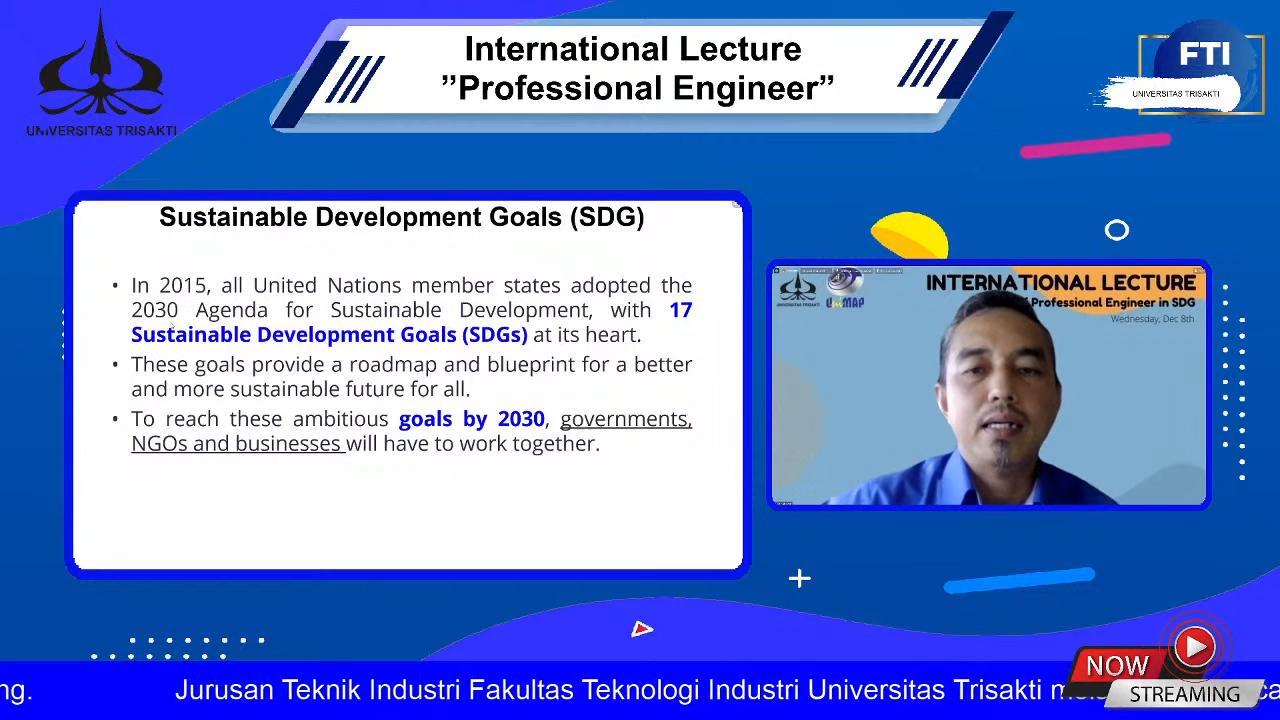 International Lecture
”Professional Engineer”
UNIVERSITAS TRISAKTI
FTI
UNIVERSITAS TRISAKTI
Sustainable Development Goals (SDG)
• In 2015, all United Nations member states adopted the
2030 Agenda for Sustainable Development, with 17
Sustainable Development Goals (SDGs) at its heart.
• These goals provide a roadmap and blueprint for a better
and more sustainable future for all.
• To reach these ambitious goals by 2030, governments,
NGOs and businesses will have to work together.
UNIVERSITAS TRISAKTI
UniMAP
INTERNATIONAL LECTURE
Professional Engineer in SDG
Wednesday, Dec 8th
ng. Jurusan Teknik Industri Fakultas Teknologi Industri Universitas Trisakti
NOW
STREAMING